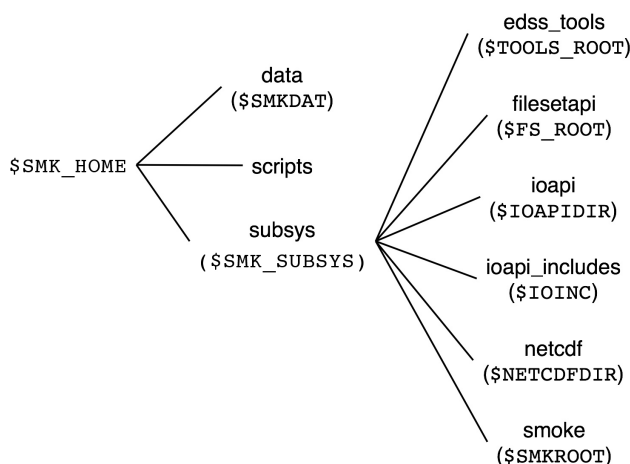 $SMK_HOME
data
($SMKDAT)
scripts
subsys
($SMK_SUBSYS)
edss_tools
($TOOLS_ROOT)
filesetapi
($FS_ROOT)
ioapi
($IOAPIDIR)
ioapi_includes
($IOINC)
netcdf
($NETCDFDIR)
smoke
($SMKROOT)